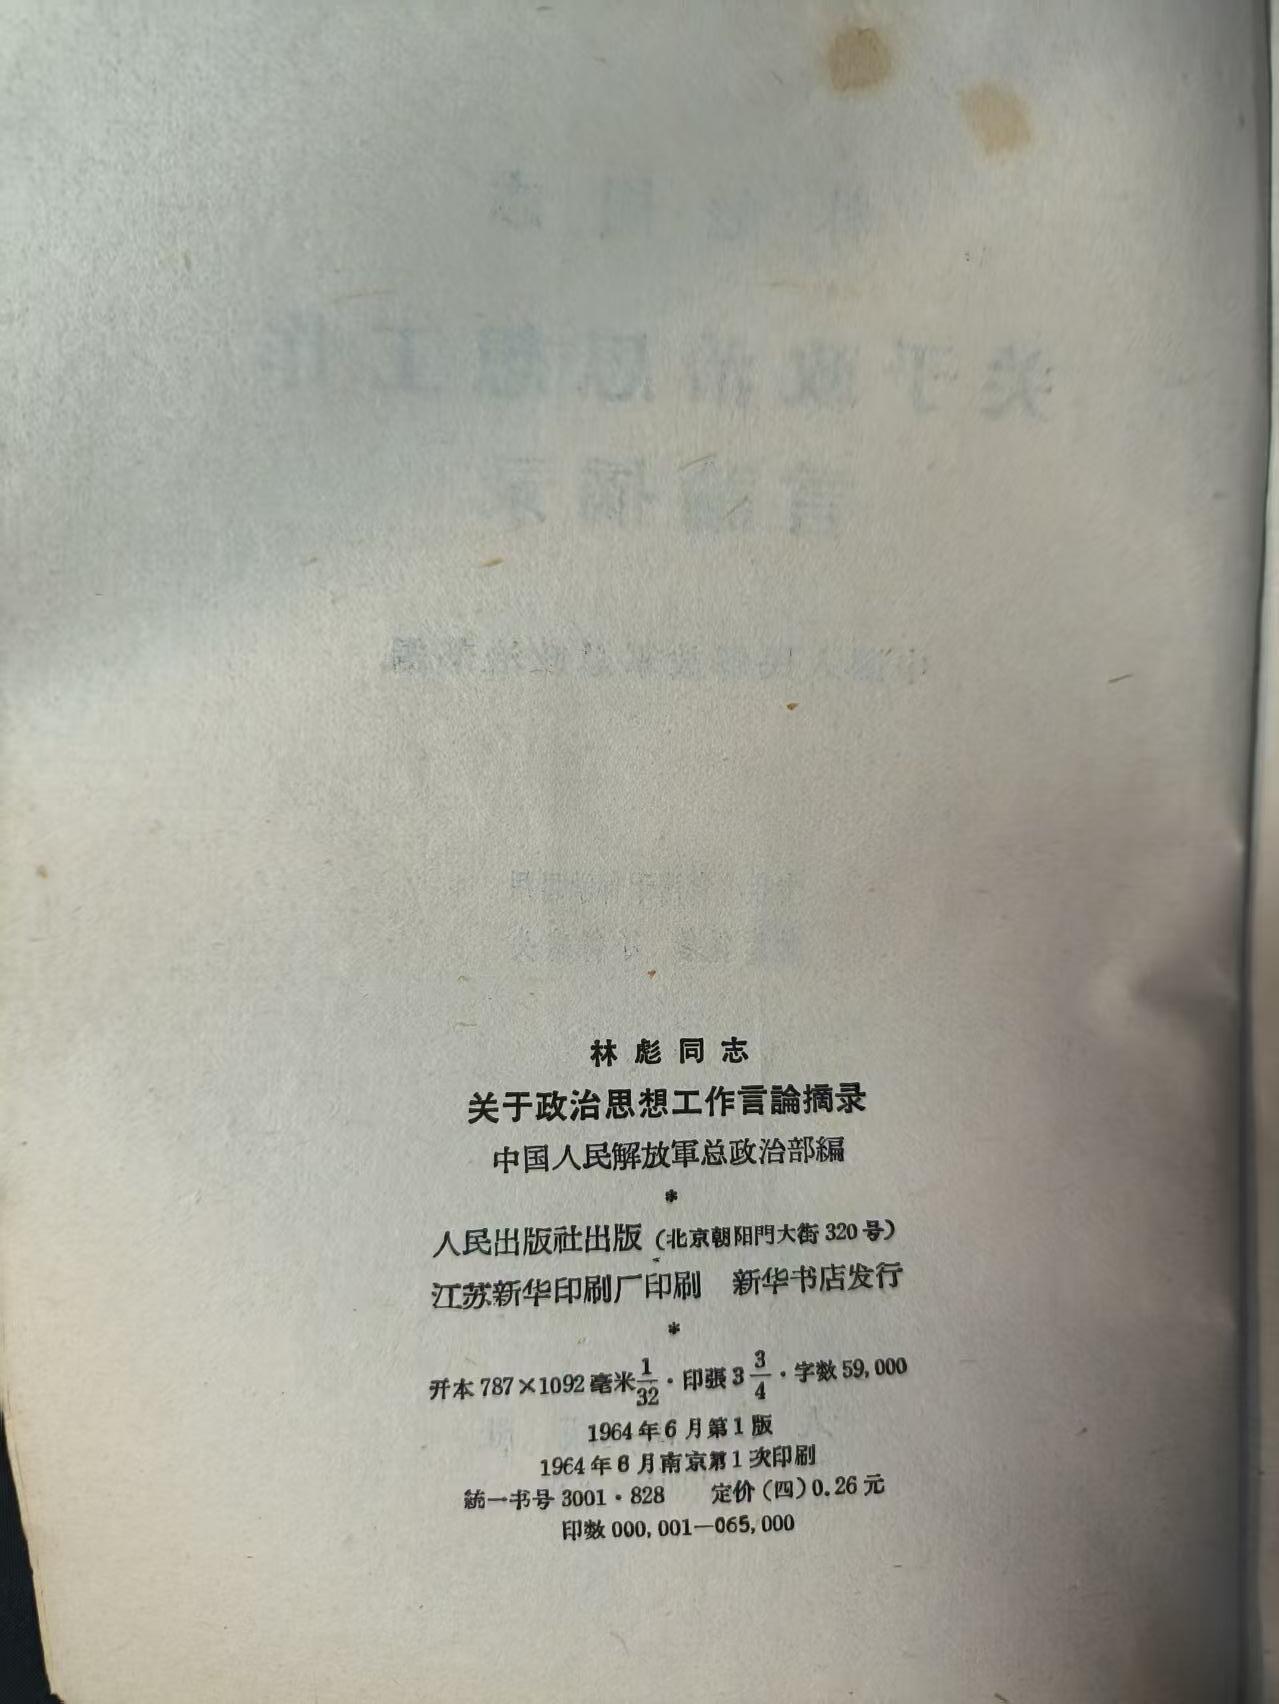 林彪同志
关于政治思想工作言論摘录
中国人民解放軍总政治部編
*
人民出版社出版（北京朝阳門大街320号）
江苏新华印刷厂印刷　新华书店发行
*
开本787×1092毫米1/32·印張3 3/4·字数59,000
1964年6月第1版
1964年6月南京第1次印刷
統一书号3001·828　定价（四）0.26元
印数000,001—065,000